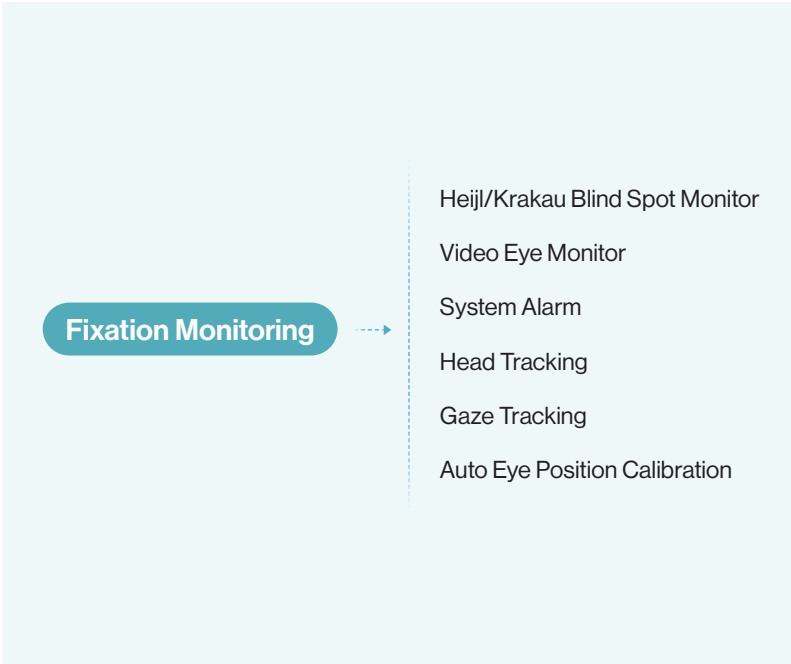 Fixation Monitoring
Heijl/Krakau Blind Spot Monitor
Video Eye Monitor
System Alarm
Head Tracking
Gaze Tracking
Auto Eye Position Calibration